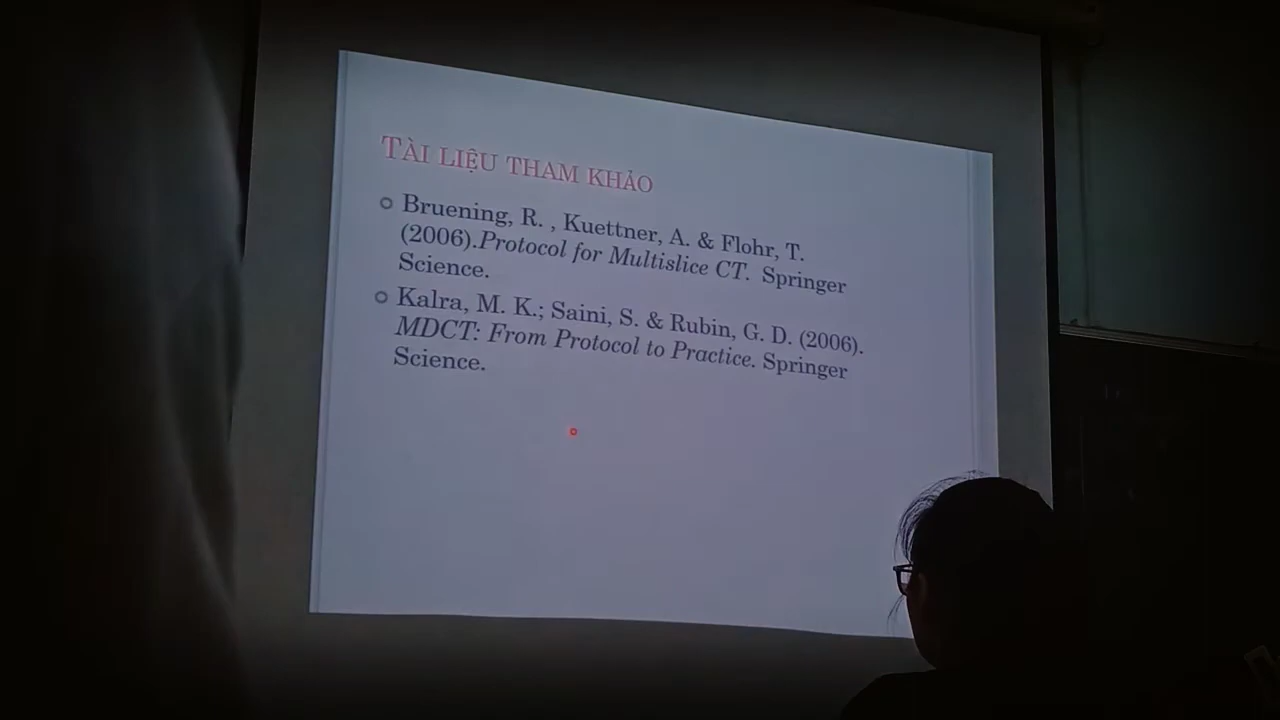 TÀI LIỆU THAM KHẢO
Bruening, R. , Kuettner, A. & Flohr, T.
(2006).Protocol for Multislice CT. Springer
Science.
Kalra, M. K.; Saini, S. & Rubin, G. D. (2006).
MDCT: From Protocol to Practice. Springer
Science.